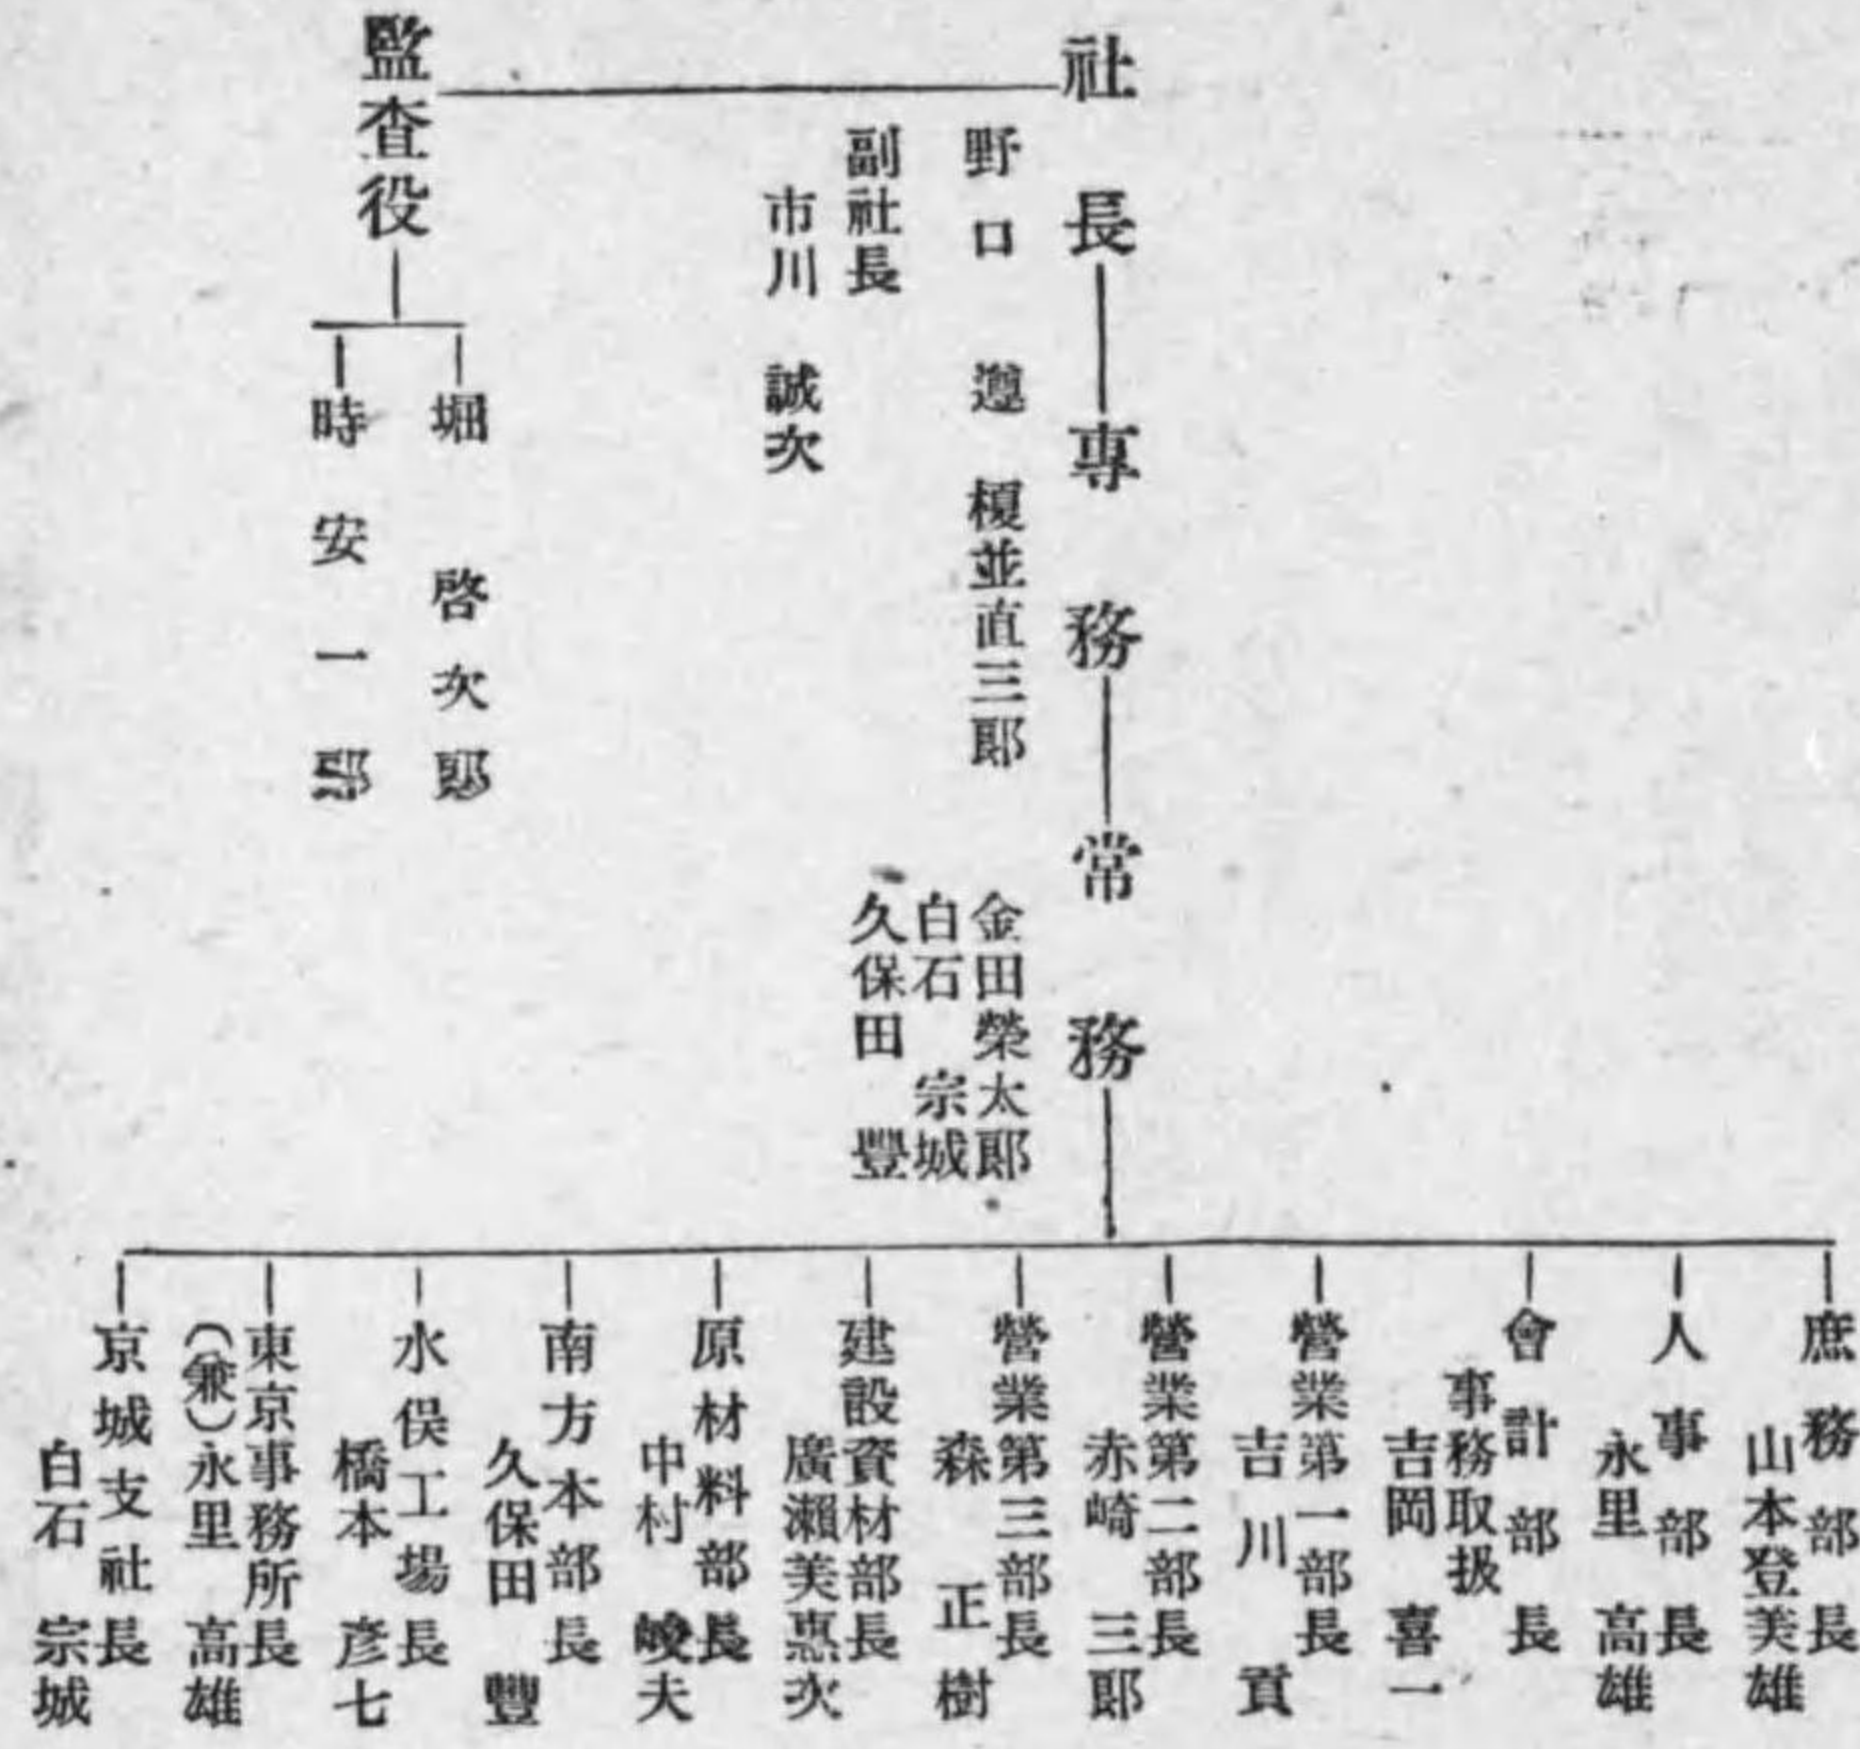 社長
野口遵
副社長
市川誠次
專務
榎並直三郎
常務
金田榮太郎
白石宗城
久保田豐
監査役
堀啓次郎
時安一郎
庶務部長
山本登美雄
人事部長
永里高雄
會計部長
事務取扱
吉岡喜一
營業第一部長
吉川貢
營業第二部長
赤崎三郎
營業第三部長
森正樹
建設資材部長
廣瀨美惠次
原材料部長
中村峻夫
南方本部長
久保田豐
水俣工場長
橋本彦七
東京事務所長
(兼)永里高雄
京城支社長
白石宗城